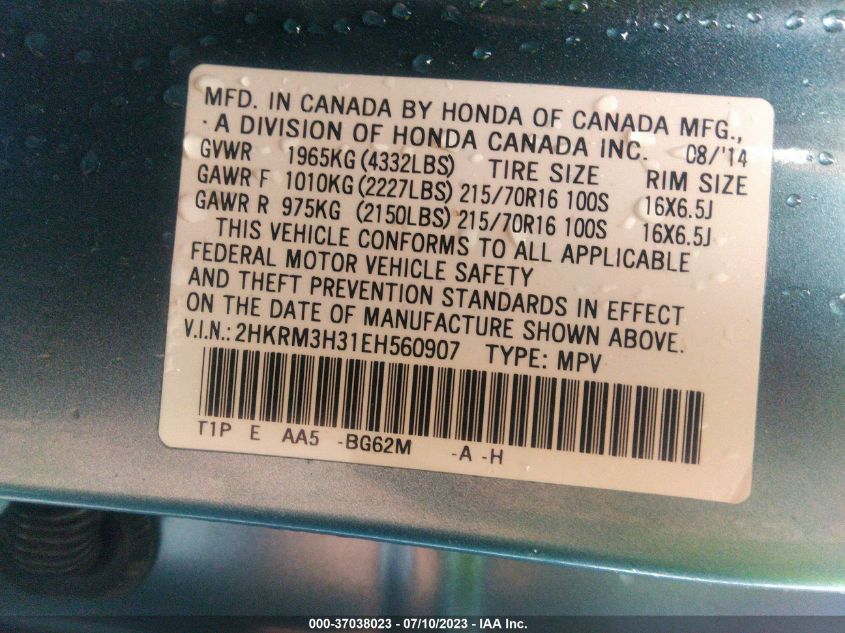 MFD. IN CANADA BY HONDA OF CANADA MFG.,
A DIVISION OF HONDA CANADA INC. 08/'14
GVWR 1965KG (4332LBS) TIRE SIZE RIM SIZE
GAWR F 1010KG (2227LBS) 215/70R16 100S 16X6.5J
GAWR R 975KG (2150LBS) 215/70R16 100S 16X6.5J
THIS VEHICLE CONFORMS TO ALL APPLICABLE
FEDERAL MOTOR VEHICLE SAFETY
AND THEFT PREVENTION STANDARDS IN EFFECT
ON THE DATE OF MANUFACTURE SHOWN ABOVE.
V.I.N.: 2HKRM3H31EH560907 TYPE: MPV
T1P E AA5 -BG62M -A -H
000-37038023 - 07/10/2023 - IAA Inc.